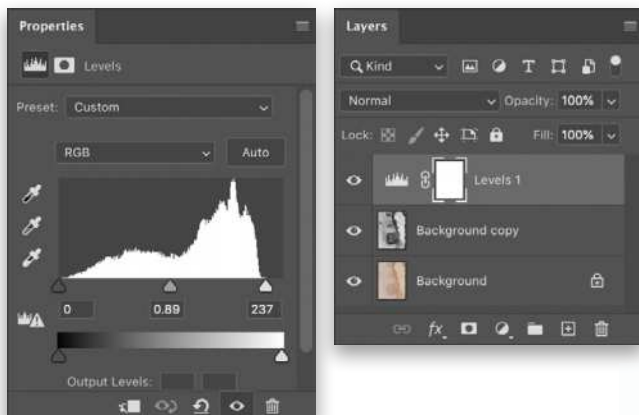 Properties
Levels
Preset: Custom
RGB
Auto
0 0.89 237
Output Levels:
Layers
Kind
T
Normal
Opacity: 100%
Lock:
Fill: 100%
Levels 1
Background copy
Background
fx